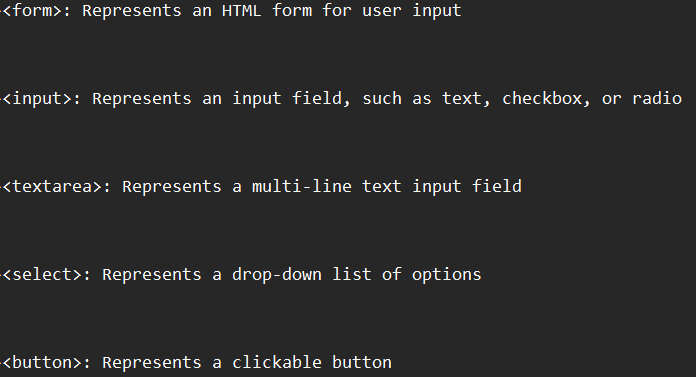 <form>: Represents an HTML form for user input
<input>: Represents an input field, such as text, checkbox, or radio
<textarea>: Represents a multi-line text input field
<select>: Represents a drop-down list of options
<button>: Represents a clickable button